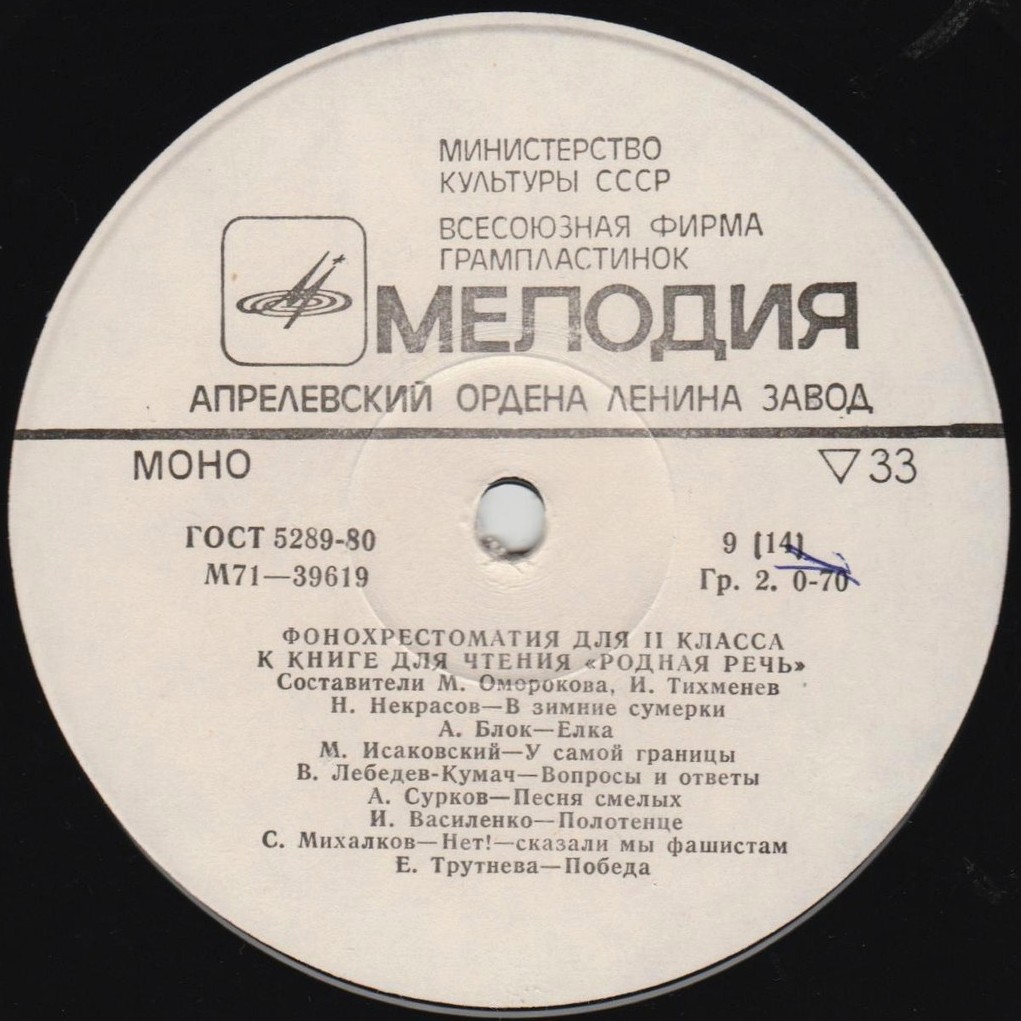 МИНИСТЕРСТВО
КУЛЬТУРЫ СССР
ВСЕСОЮЗНАЯ ФИРМА
ГРАМПЛАСТИНОК
МЕЛОДИЯ
АПРЕЛЕВСКИЙ ОРДЕНА ЛЕНИНА ЗАВОД
МОНО ▽33
ГОСТ 5289-80 9 (14)
М71—39619 Гр. 2. 0-70
ФОНОХРЕСТОМАТИЯ ДЛЯ II КЛАССА
К КНИГЕ ДЛЯ ЧТЕНИЯ «РОДНАЯ РЕЧЬ»
Составители М. Оморокова, И. Тихменев
Н. Некрасов—В зимние сумерки
А. Блок—Елка
М. Исаковский—У самой границы
В. Лебедев-Кумач—Вопросы и ответы
А. Сурков—Песня смелых
И. Василенко—Полотенце
С. Михалков—Нет!—сказали мы фашистам
Е. Трутнева—Победа